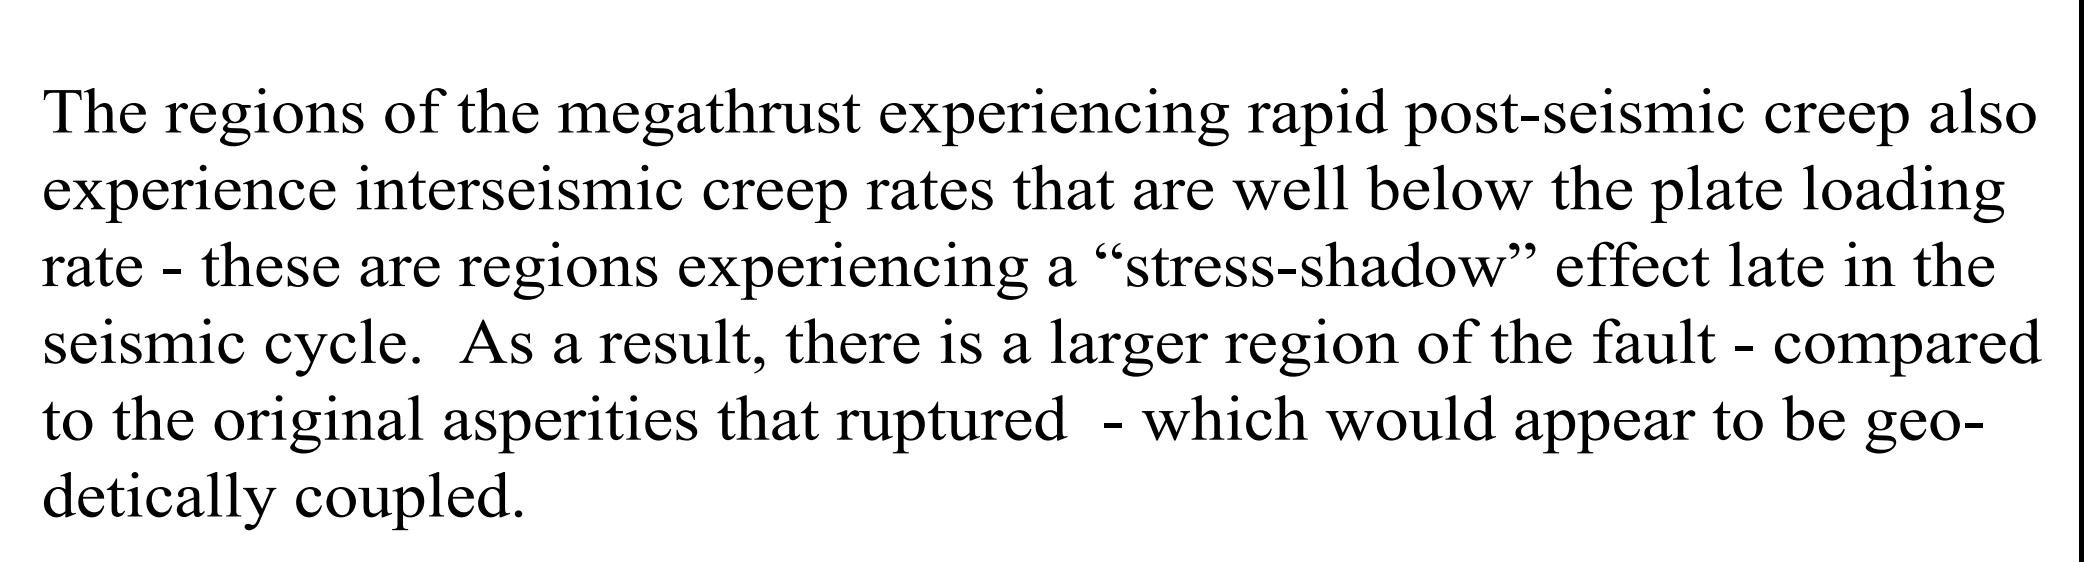 The regions of the megathrust experiencing rapid post-seismic creep also
experience interseismic creep rates that are well below the plate loading
rate - these are regions experiencing a “stress-shadow” effect late in the
seismic cycle.  As a result, there is a larger region of the fault - compared
to the original asperities that ruptured  - which would appear to be geo-
detically coupled.